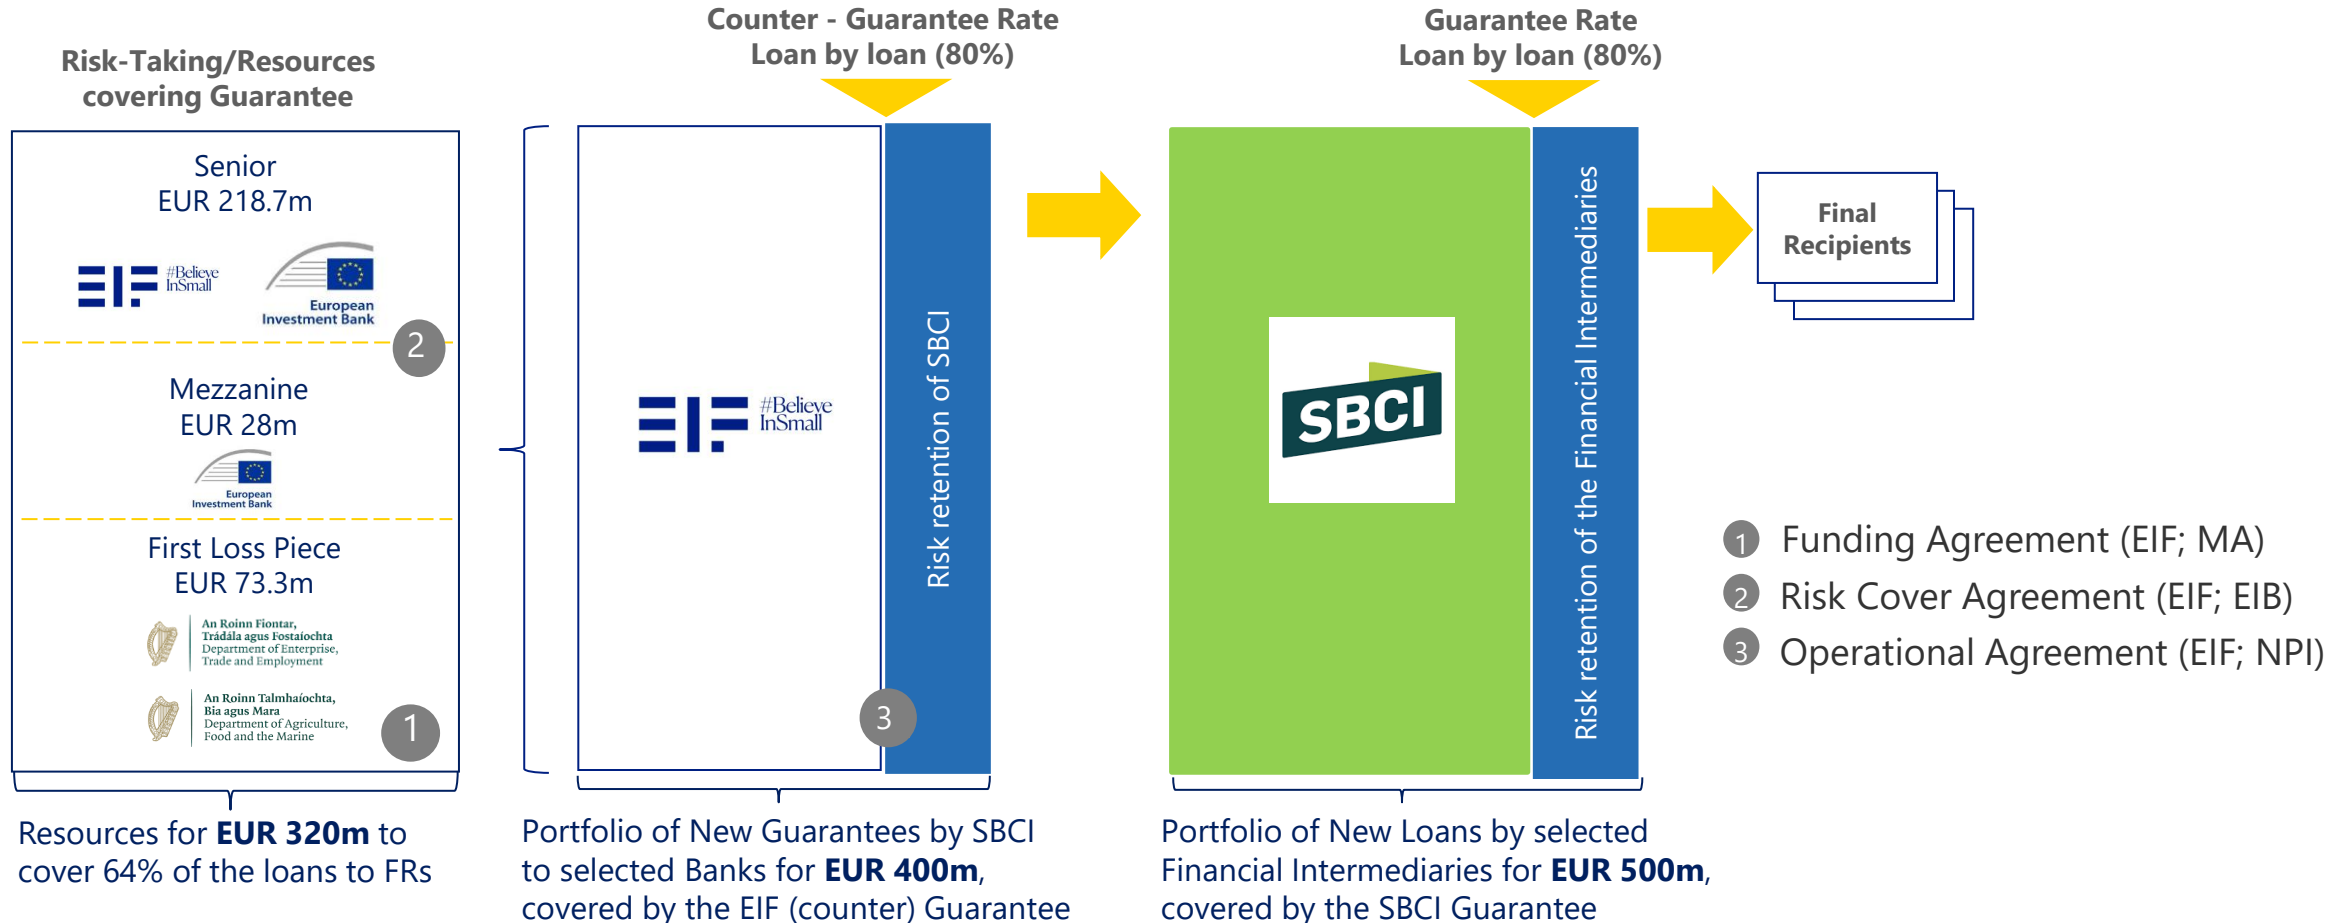 Risk-Taking/Resources
covering Guarantee
Senior
EUR 218.7m
EIF #Believe
InSmall
European
Investment Bank
2
Mezzanine
EUR 28m
European
Investment Bank
First Loss Piece
EUR 73.3m
An Roinn Fiontar,
Trádála agus Fostaíochta
Department of Enterprise,
Trade and Employment
An Roinn Talmhaíochta,
Bia agus Mara
Department of Agriculture,
Food and the Marine
1
Resources for EUR 320m to
cover 64% of the loans to FRs
Counter - Guarantee Rate
Loan by loan (80%)
EIF #Believe
InSmall
Risk retention of SBCI
3
Portfolio of New Guarantees by SBCI
to selected Banks for EUR 400m,
covered by the EIF (counter) Guarantee
Guarantee Rate
Loan by loan (80%)
SBCI
Risk retention of the Financial Intermediaries
Portfolio of New Loans by selected
Financial Intermediaries for EUR 500m,
covered by the SBCI Guarantee
Final
Recipients
1 Funding Agreement (EIF; MA)
2 Risk Cover Agreement (EIF; EIB)
3 Operational Agreement (EIF; NPI)